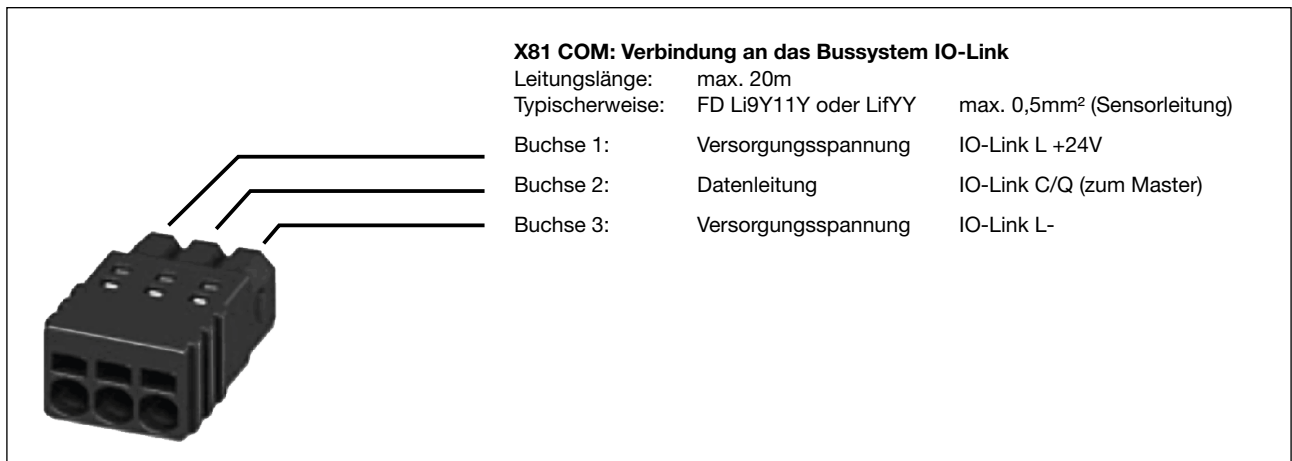 X81 COM: Verbindung an das Bussystem IO-Link
Leitungslänge: max. 20m
Typischerweise: FD Li9Y11Y oder LifYY max. 0,5mm² (Sensorleitung)
Buchse 1: Versorgungsspannung IO-Link L +24V
Buchse 2: Datenleitung IO-Link C/Q (zum Master)
Buchse 3: Versorgungsspannung IO-Link L-